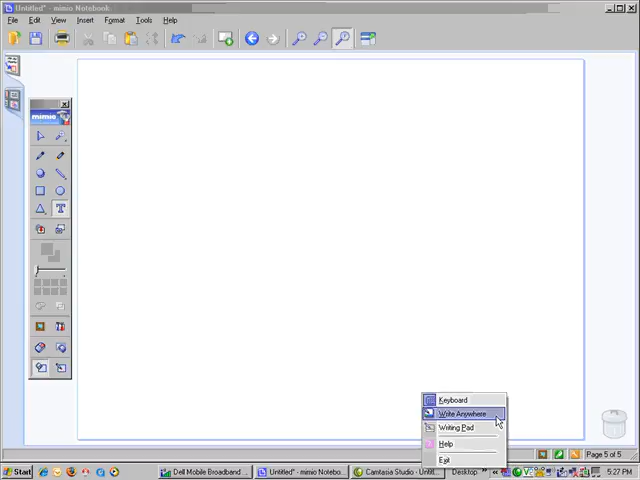 Untitled* - mimio Notebook
File Edit View Insert Format Tools Help
mimio
T
Keyboard
Write Anywhere
Writing Pad
Help
Exit
Page 5 of 5
Start
Dell Mobile Broadband ...
Untitled* - mimio Notebo...
Camtasia Studio - Untitl...
Desktop
5:27 PM